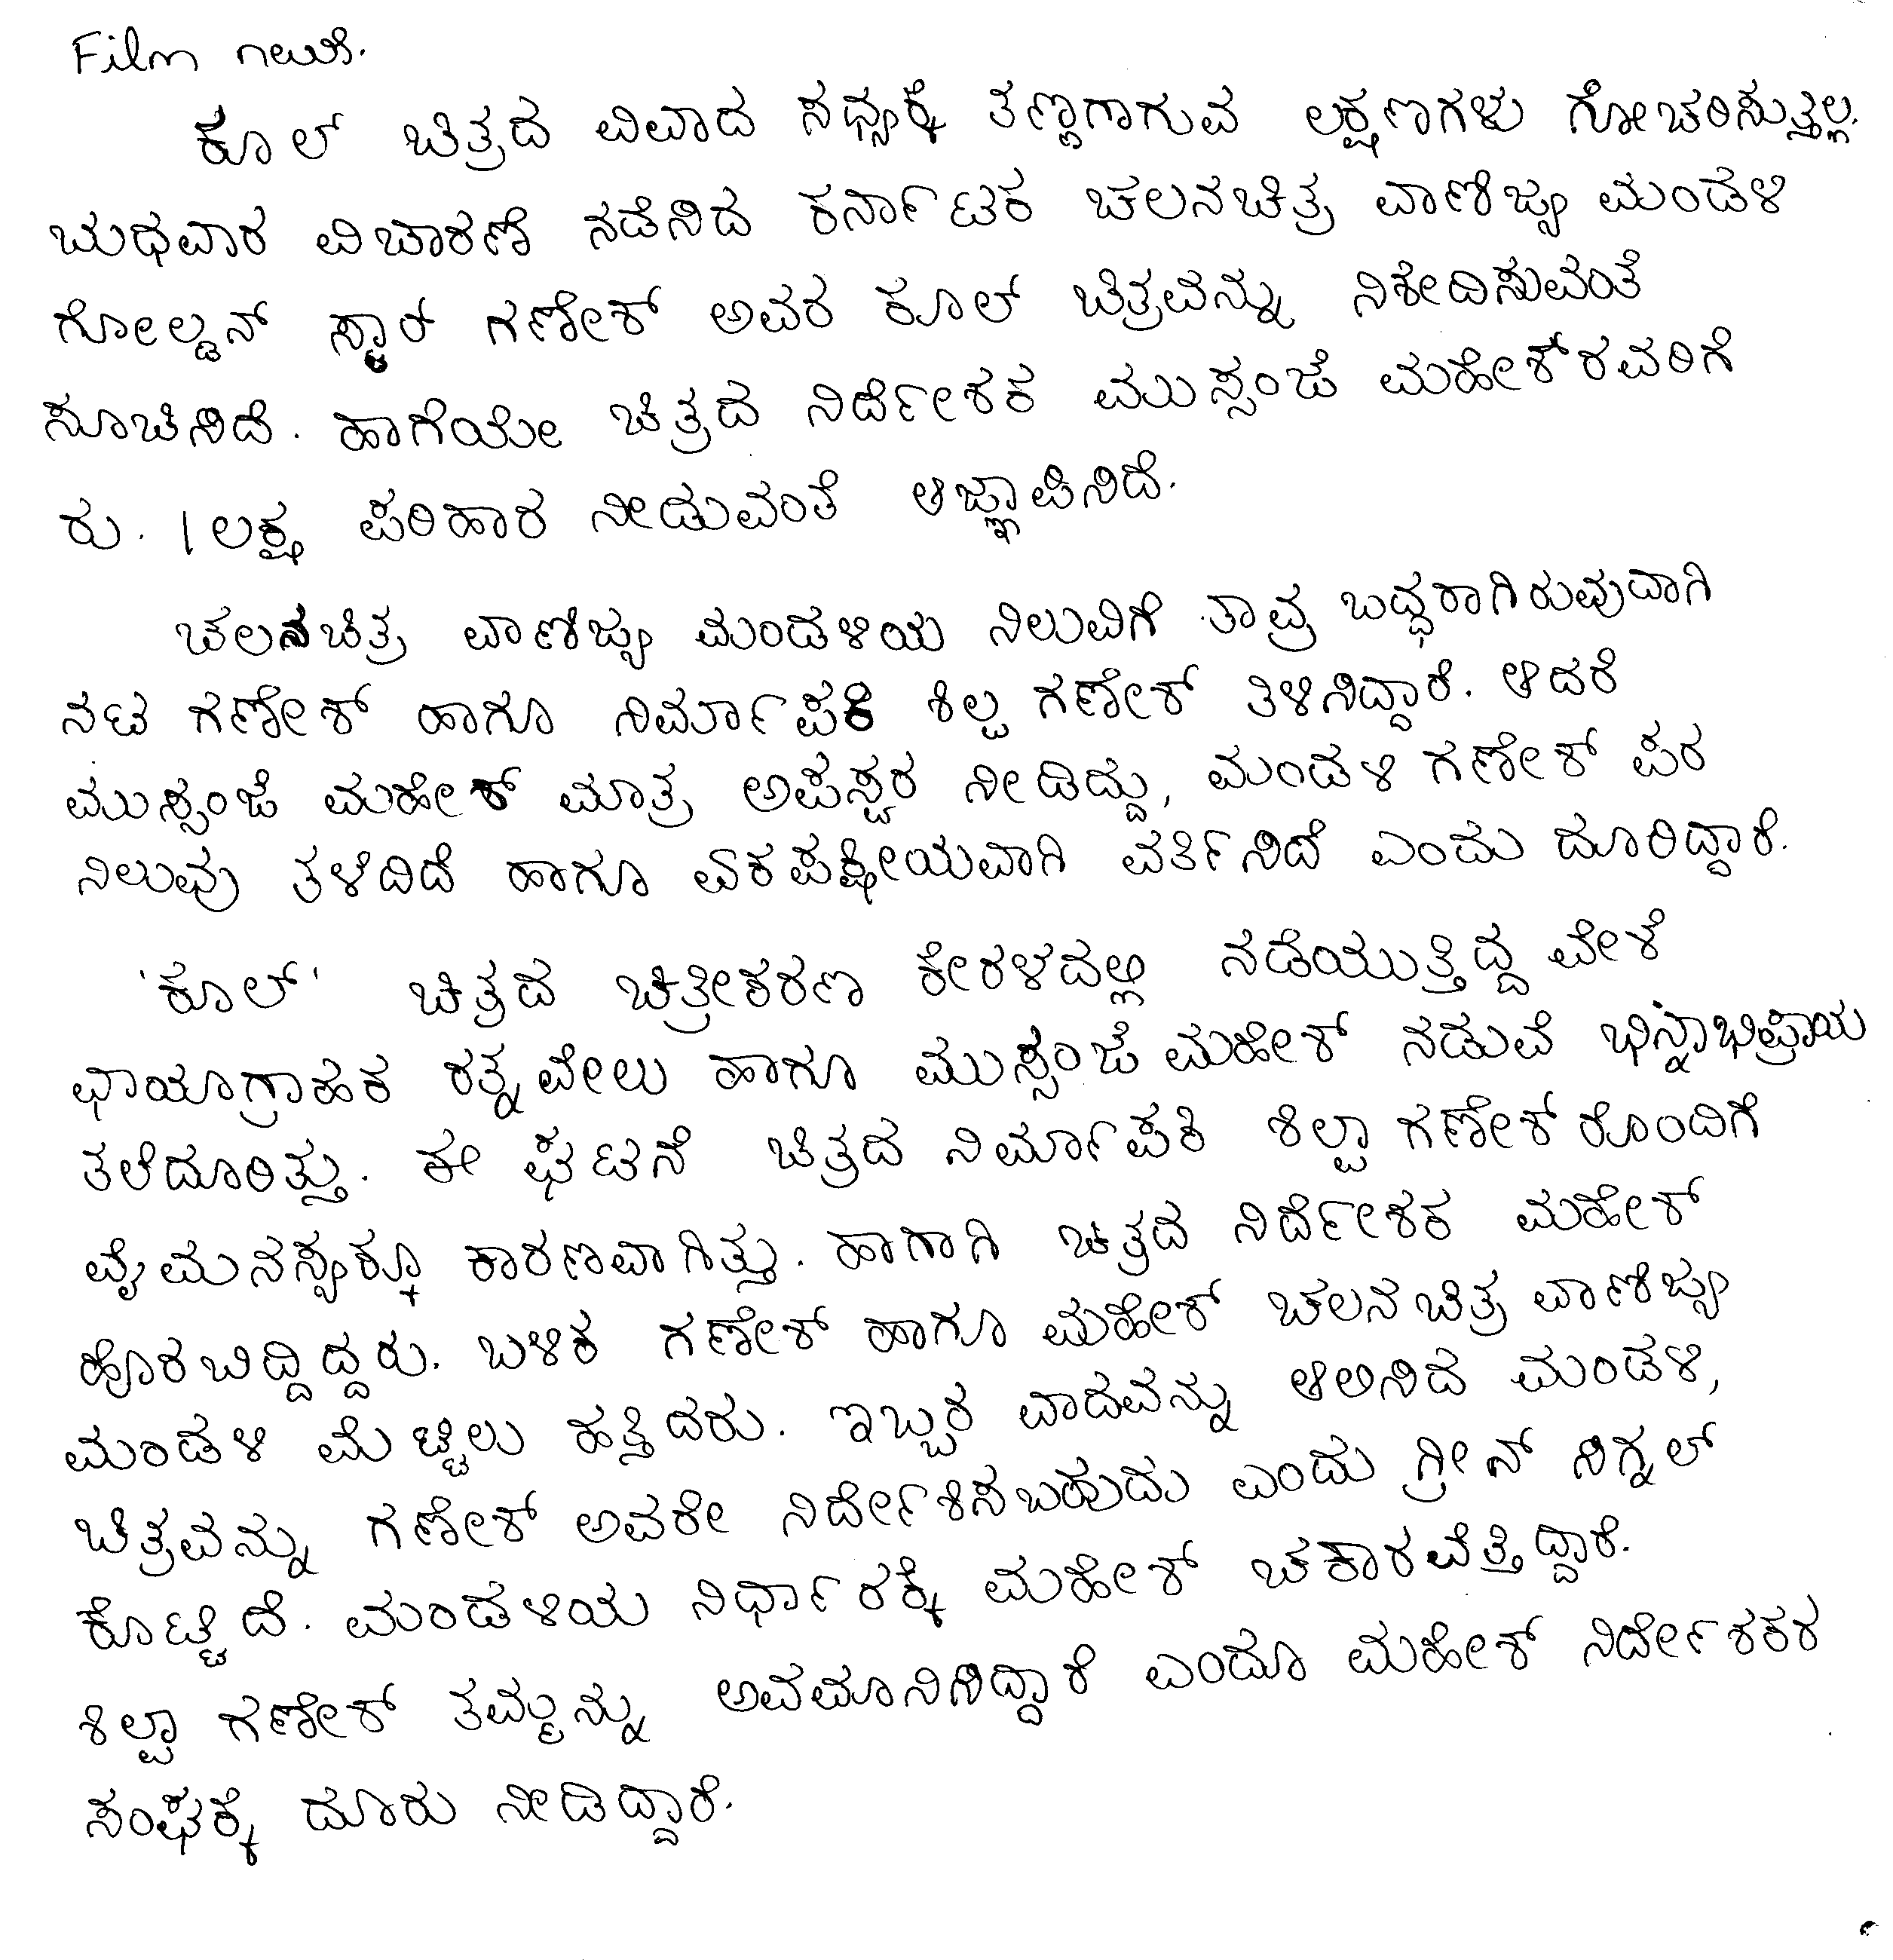 Film ಗಲಾಟೆ.
ಕೂಲ್ ಚಿತ್ರದ ವಿವಾದ ಸಧ್ಯಕ್ಕೆ ತಣ್ಣಗಾಗುವ ಲಕ್ಷಣಗಳು ಗೋಚರಿಸುತ್ತಿಲ್ಲ.
ಬುಧವಾರ ವಿಚಾರಣೆ ನಡೆಸಿದ ಕರ್ನಾಟಕ ಚಲನಚಿತ್ರ ವಾಣಿಜ್ಯ ಮಂಡಳಿ
ಗೋಲ್ಡನ್ ಸ್ಟಾರ್ ಗಣೇಶ್ ಅವರ ಕೂಲ್ ಚಿತ್ರವನ್ನು ನಿಶೇದಿಸುವಂತೆ
ಸೂಚಿಸಿದೆ. ಹಾಗೆಯೇ ಚಿತ್ರದ ನಿರ್ದೇಶಕ ಮುಸ್ಸಂಜೆ ಮಹೇಶ್‌ರವರಿಗೆ
ರು. 1 ಲಕ್ಷ ಪರಿಹಾರ ನೀಡುವಂತೆ ಆಜ್ಞಾಪಿಸಿದೆ.
ಚಲನಚಿತ್ರ ವಾಣಿಜ್ಯ ಮಂಡಳಿಯ ನಿಲುವಿಗೆ ತಾವು ಬದ್ಧರಾಗಿರುವುದಾಗಿ
ನಟ ಗಣೇಶ್ ಹಾಗೂ ನಿರ್ಮಾಪಕಿ ಶಿಲ್ಪ ಗಣೇಶ್ ತಿಳಿಸಿದ್ದಾರೆ. ಆದರೆ
ಮುಸ್ಸಂಜೆ ಮಹೇಶ್ ಮಾತ್ರ ಅಪಸ್ವರ ನೀಡಿದ್ದು, ಮಂಡಳಿ ಗಣೇಶ್ ಪರ
ನಿಲುವು ತಳೆದಿದೆ ಹಾಗೂ ಏಕಪಕ್ಷೀಯವಾಗಿ ವರ್ತಿಸಿದೆ ಎಂದು ದೂರಿದ್ದಾರೆ.
'ಕೂಲ್' ಚಿತ್ರದ ಚಿತ್ರೀಕರಣ ಕೇರಳದಲ್ಲಿ ನಡೆಯುತ್ತಿದ್ದ ವೇಳೆ
ಛಾಯಾಗ್ರಾಹಕ ರತ್ನವೇಲು ಹಾಗೂ ಮುಸ್ಸಂಜೆ ಮಹೇಶ್ ನಡುವೆ ಭಿನ್ನಾಭಿಪ್ರಾಯ
ತಲೆದೂರಿತ್ತು. ಈ ಘಟನೆ ಚಿತ್ರದ ನಿರ್ಮಾಪಕಿ ಶಿಲ್ಪಾ ಗಣೇಶ್‌ರೊಂದಿಗೆ
ವೈಮನಸ್ಯಕ್ಕೂ ಕಾರಣವಾಗಿತ್ತು. ಹಾಗಾಗಿ ಚಿತ್ರದ ನಿರ್ದೇಶಕ ಮಹೇಶ್
ಹೊರಬಿದ್ದಿದ್ದರು. ಬಳಿಕ ಗಣೇಶ್ ಹಾಗೂ ಮಹೇಶ್ ಚಲನಚಿತ್ರ ವಾಣಿಜ್ಯ
ಮಂಡಳಿ ಮೆಟ್ಟಿಲು ಹತ್ತಿದರು. ಇಬ್ಬರ ವಾದವನ್ನು ಆಲಿಸಿದ ಮಂಡಳಿ,
ಚಿತ್ರವನ್ನು ಗಣೇಶ್ ಅವರೇ ನಿರ್ದೇಶಿಸಬಹುದು ಎಂದು ಗ್ರೀನ್ ಸಿಗ್ನಲ್
ಕೊಟ್ಟಿದೆ. ಮಂಡಳಿಯ ನಿರ್ಧಾರಕ್ಕೆ ಮಹೇಶ್ ಚಕಾರವೆತ್ತಿದ್ದಾರೆ.
ಶಿಲ್ಪಾ ಗಣೇಶ್ ತಮ್ಮನ್ನು ಅವಮಾನಿಸಿದ್ದಾರೆ ಎಂದೂ ಮಹೇಶ್ ನಿರ್ದೇಶಕರ
ಸಂಘಕ್ಕೆ ದೂರು ನೀಡಿದ್ದಾರೆ.